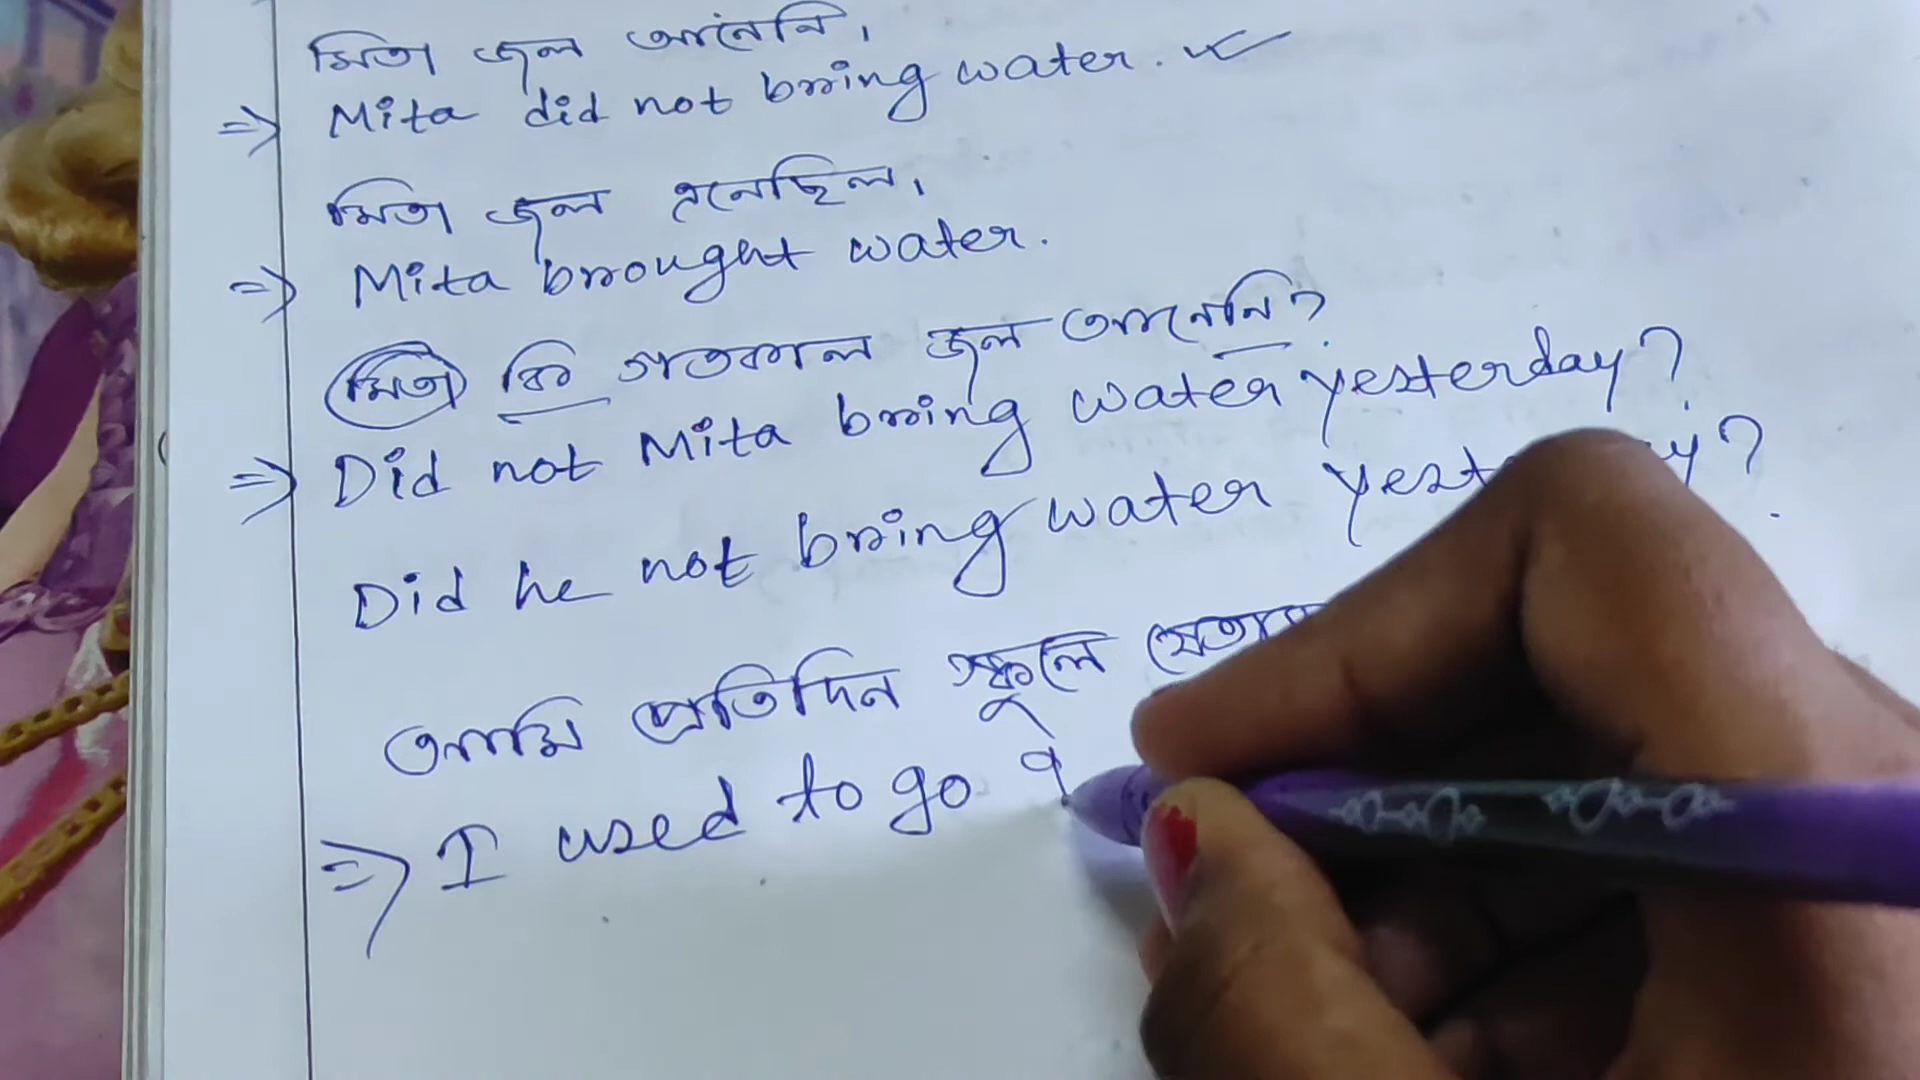 মিতা জল আনেনি।
⇒ Mita did not bring water.
মিতা জল এনেছিল।
⇒ Mita brought water.
মিতা কি গতকাল জল আনেনি?
⇒ Did not Mita bring water yesterday?
Did he not bring water
আমি প্রতিদিন স্কুলে
⇒ I used to go